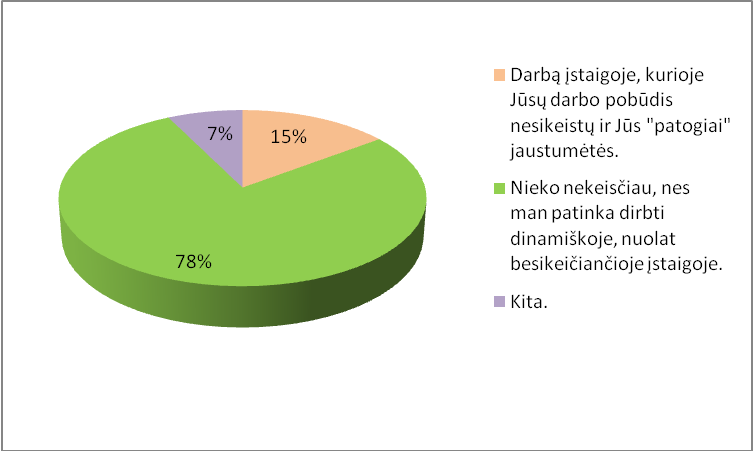 7%
15%
78%
Darbą įstaigoje, kurioje
Jūsų darbo pobūdis
nesikeistų ir Jūs "patogiai"
jaustumėtės.
Nieko nekeisčiau, nes
man patinka dirbti
dinamiškoje, nuolat
besikeičiančioje įstaigoje.
Kita.